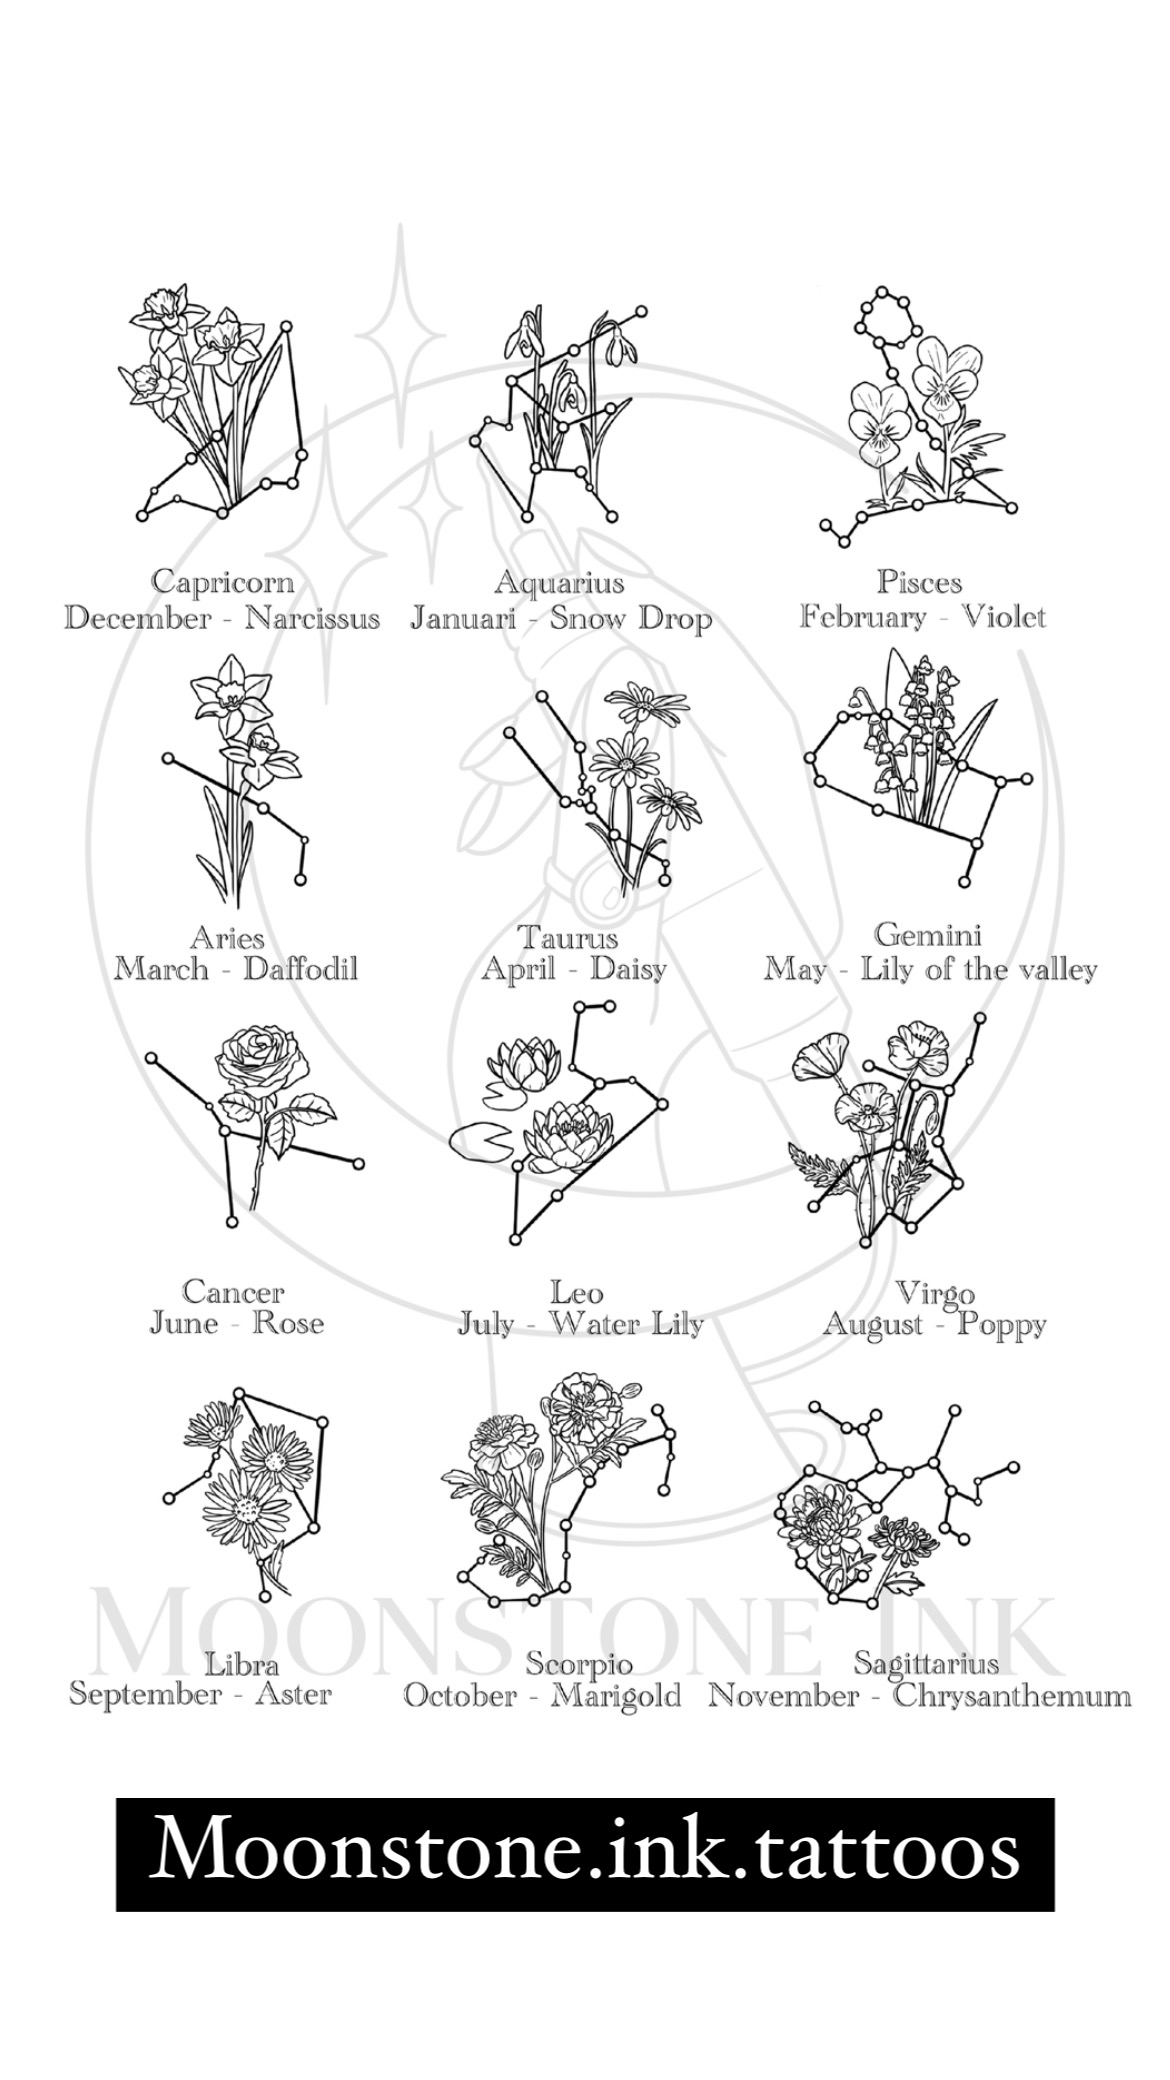 Capricorn
December - Narcissus
Aquarius
Januari - Snow Drop
Pisces
February - Violet
Aries
March - Daffodil
Taurus
April - Daisy
Gemini
May - Lily of the valley
Cancer
June - Rose
Leo
July - Water Lily
Virgo
August - Poppy
MOONSTONE INK
Libra
September - Aster
Scorpio
October - Marigold
Sagittarius
November - Chrysanthemum
Moonstone.ink.tattoos